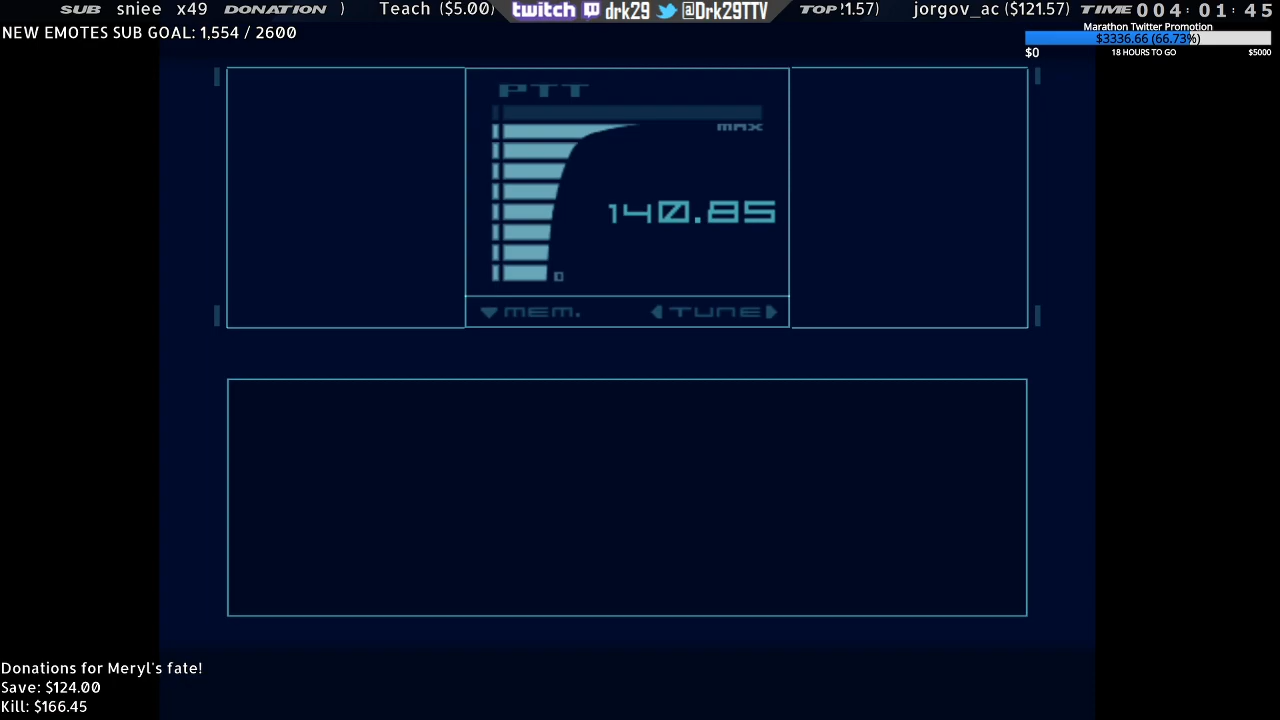 SUB sniee x49 DONATION ) Teach ($5.00) twitch drk29 @Drk29TTV TOP !1.57) jorgov_ac ($121.57) TIME 004:01:45
NEW EMOTES SUB GOAL: 1,554 / 2600
Marathon Twitter Promotion
$3336.66 (66.73%)
$0 18 HOURS TO GO $5000
PTT
MAX
140.85
0
MEM. TUNE
Donations for Meryl's fate!
Save: $124.00
Kill: $166.45